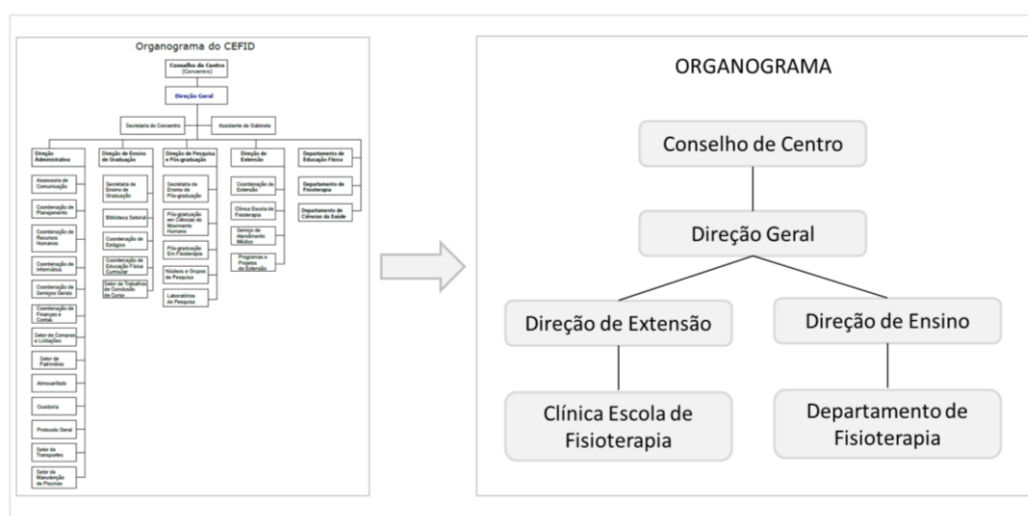 Organograma do CEFID
Conselho de Centro
(Concentro)
Direção Geral
Secretaria do Concentro
Assistente de Gabinete
Direção
Administrativa
Assessoria de
Comunicação
Coordenação de
Planejamento
Coordenação de
Recursos
Humanos
Coordenação de
Informática
Coordenação de
Serviços Gerais
Coordenação de
Finanças e
Contas
Setor de Compras
e Licitações
Setor de
Patrimônio
Almoxarifado
Ouvidoria
Protocolo Geral
Setor de
Transportes
Setor de
Manutenção
de Piscinas
Direção de Ensino
de Graduação
Secretaria de
Ensino de
Graduação
Biblioteca Setorial
Coordenação de
Estágios
Coordenação de
Educação Física
Curricular
Setor de Trabalhos
de Conclusão
de Curso
Direção de Pesquisa
e Pós-graduação
Secretaria de
Ensino de
Pós-graduação
Pós-graduação
em Ciências do
Movimento
Humano
Pós-graduação
Em Fisioterapia
Núcleos e Grupos
de Pesquisa
Laboratórios
de Pesquisa
Direção de
Extensão
Coordenação de
Extensão
Clínica Escola de
Fisioterapia
Serviço de
Atendimento
Médico
Programas e
Projetos
de Extensão
Departamento de
Educação Física
Departamento de
Fisioterapia
Departamento de
Ciências da Saúde
ORGANOGRAMA
Conselho de Centro
Direção Geral
Direção de Extensão
Direção de Ensino
Clínica Escola de
Fisioterapia
Departamento de
Fisioterapia